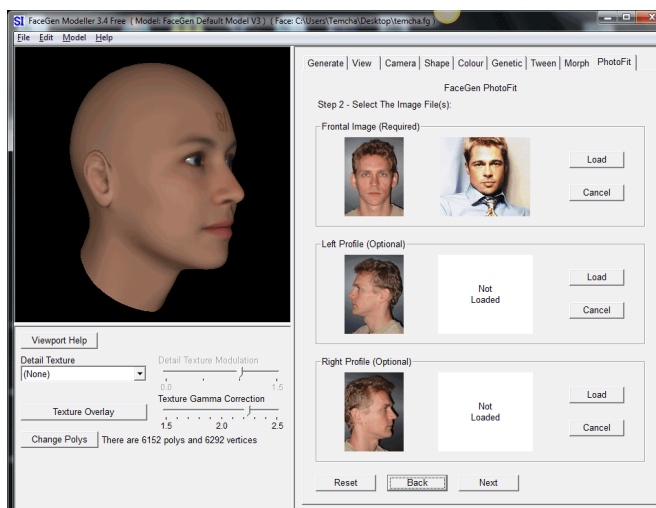 SI FaceGen Modeller 3.4 Free ( Model: FaceGen Default Model V3 ) ( Face: C:\Users\Temcha\Desktop\temcha.fg )
File Edit Model Help
Generate View Camera Shape Colour Genetic Tween Morph PhotoFit
FaceGen PhotoFit
Step 2 - Select The Image File(s):
Frontal Image (Required)
Load
Cancel
SI
Left Profile (Optional)
Not
Loaded
Load
Cancel
Right Profile (Optional)
Not
Loaded
Load
Cancel
Reset Back Next
Viewport Help
Detail Texture
(None)
Detail Texture Modulation
0.0 1.5
Texture Overlay
Texture Gamma Correction
1.5 2.0 2.5
Change Polys There are 6152 polys and 6292 vertices